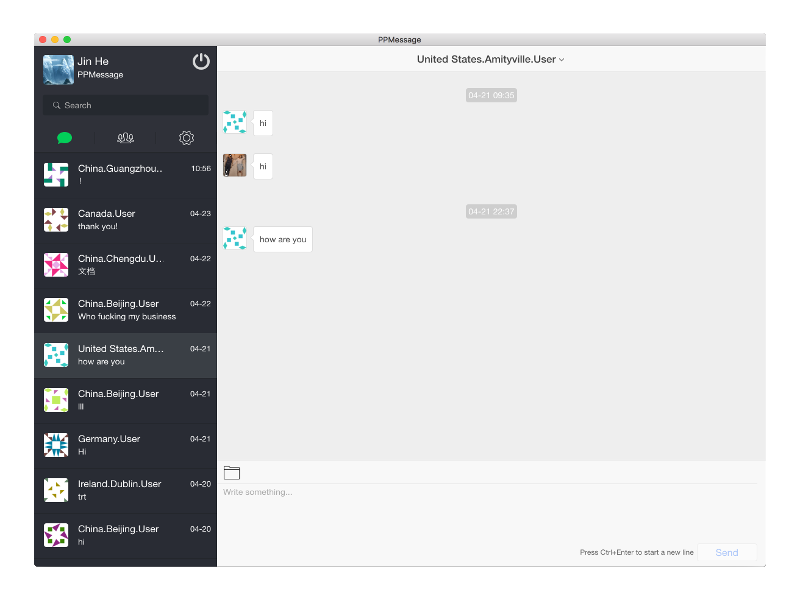 PPMessage
Jin He
PPMessage
Search
China.Guangzhou.. 10:56
!
Canada.User 04-23
thank you!
China.Chengdu.U... 04-22
文档
China.Beijing.User 04-22
Who fucking my business
United States.Am... 04-21
how are you
China.Beijing.User 04-21
lll
Germany.User 04-21
Hi
Ireland.Dublin.User 04-20
trt
China.Beijing.User 04-20
hi
United States.Amityville.User
04-21 09:35
hi
hi
04-21 22:37
how are you
Write something...
Press Ctrl+Enter to start a new line
Send